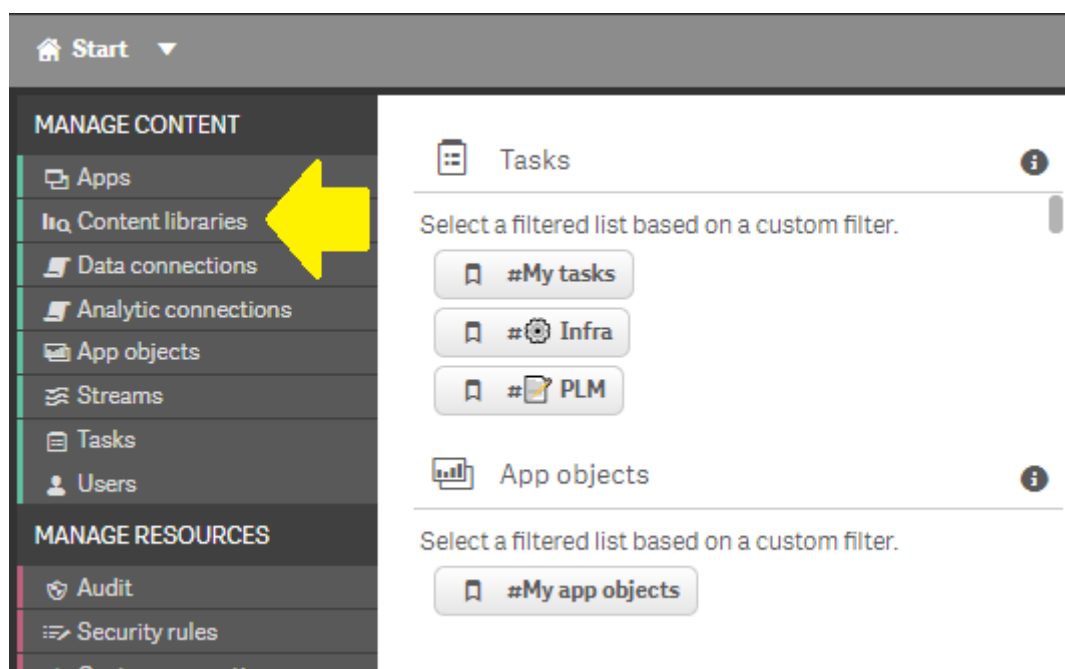 Start
MANAGE CONTENT
Apps
Content libraries
Data connections
Analytic connections
App objects
Streams
Tasks
Users
MANAGE RESOURCES
Audit
Security rules
Tasks
Select a filtered list based on a custom filter.
#My tasks
# Infra
# PLM
App objects
Select a filtered list based on a custom filter.
#My app objects